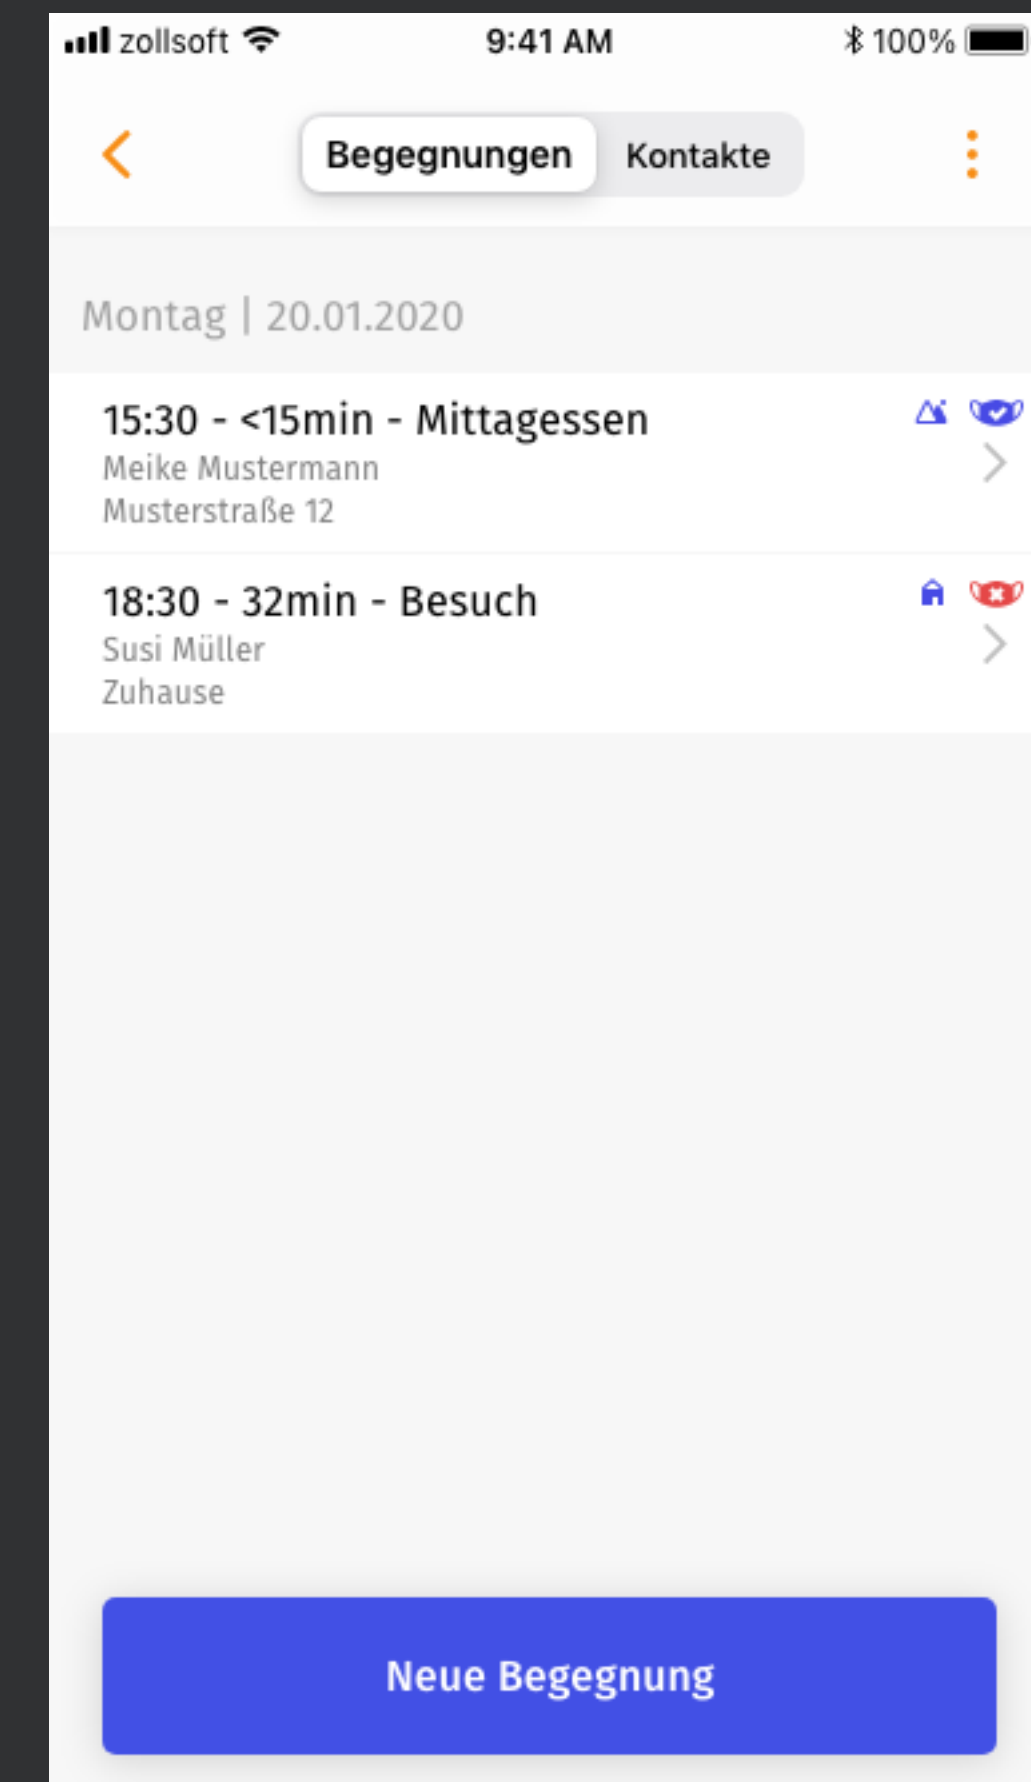 zollsoft 9:41 AM 100%
Begegnungen Kontakte
Montag | 20.01.2020
15:30 - <15min - Mittagessen
Meike Mustermann
Musterstraße 12
18:30 - 32min - Besuch
Susi Müller
Zuhause
Neue Begegnung